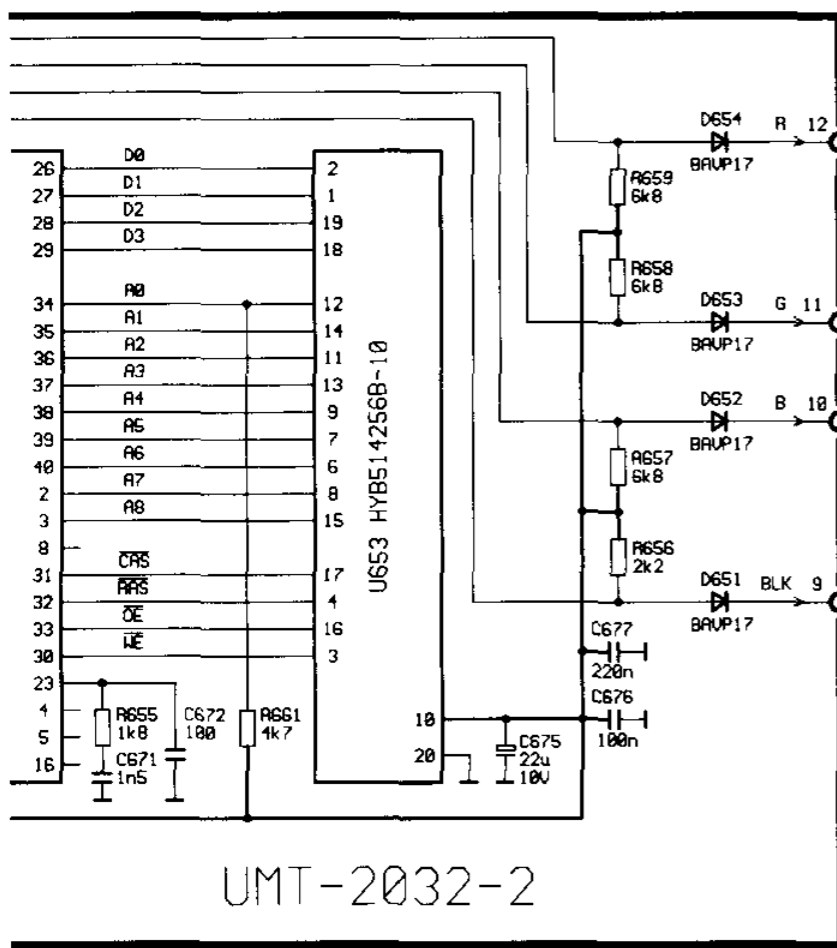 D654 R 12
BAVP17
26 D0 2
R659
6k8
27 D1 1
28 D2 19
29 D3 18
R658
6k8
34 A0 12
D653 G 11
BAVP17
35 A1 14
36 A2 11
37 A3 13
38 A4 9
D652 B 10
BAVP17
39 A5 7
40 A6 6
R657
6k8
2 A7 8
3 A8 15
8
U653 HYB514256B-10
R656
2k2
31 CAS 17
32 RAS 4
D651 BLK 9
BAVP17
33 OE 16
30 WE 3
C677
220n
23
4
R655
1k8
C672
100
R661
4k7
10
C676
100n
5
16
C671
1n5
20
C675
22u
10V
UMT-2032-2